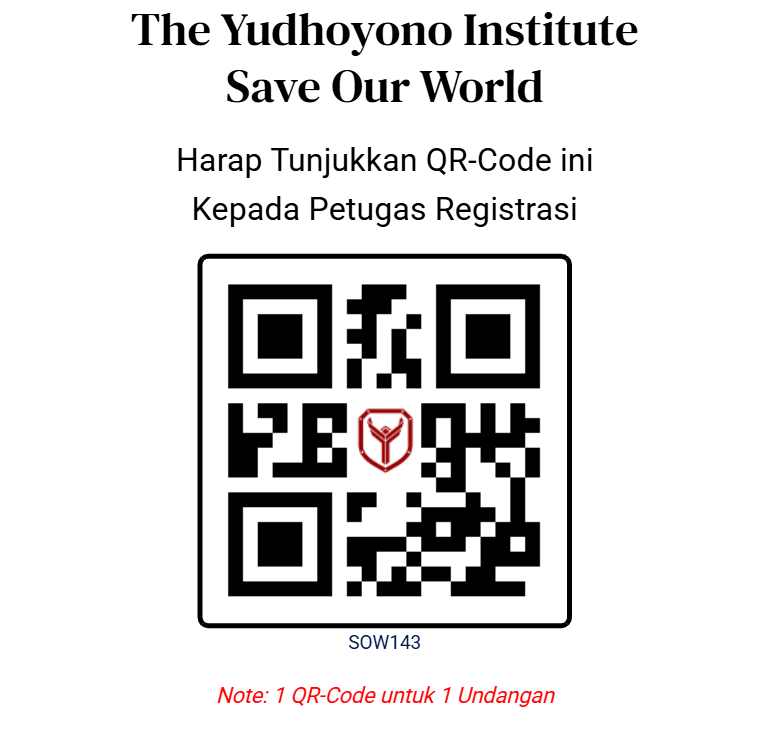 The Yudhoyono Institute
Save Our World
Harap Tunjukkan QR-Code ini
Kepada Petugas Registrasi
SOW143
Note: 1 QR-Code untuk 1 Undangan